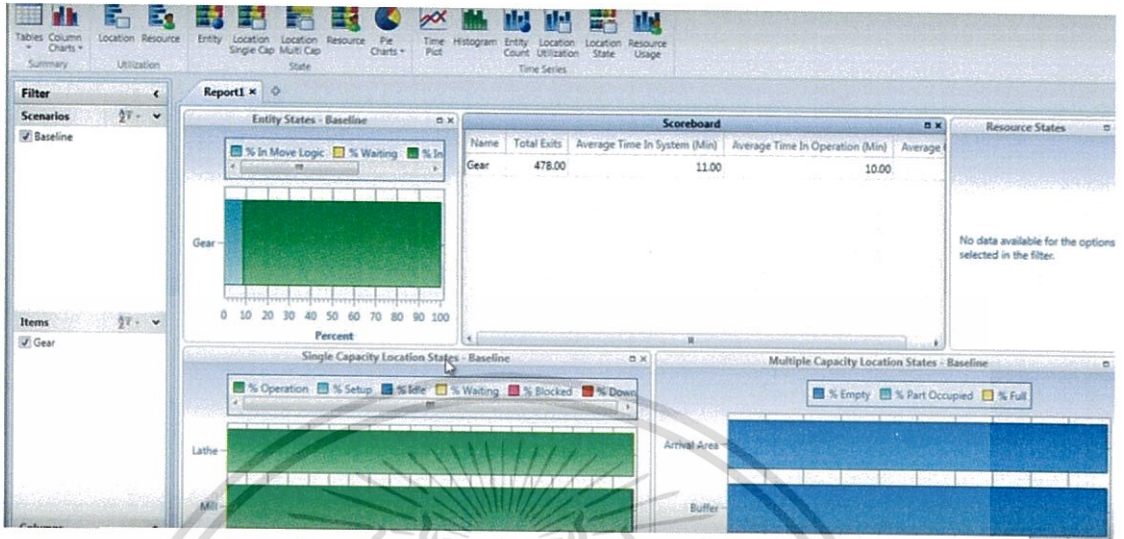 Tables Column Charts Location Resource Entity Location Single Cap Location Multi Cap Resource Pie Charts Time Plot Histogram Entity Count Location Utilization Location State Resource Usage
Summary Utilization State Time Series
Filter
Report1
Scenarios
Baseline
Entity States - Baseline
% In Move Logic % Waiting % In
Gear
0 10 20 30 40 50 60 70 80 90 100
Percent
Scoreboard
Name Total Exits Average Time In System (Min) Average Time In Operation (Min) Average
Gear 478.00 11.00 10.00
Resource States
No data available for the options
selected in the filter.
Items
Gear
Single Capacity Location States - Baseline
% Operation % Setup % Idle % Waiting % Blocked % Down
Lathe
Mill
Multiple Capacity Location States - Baseline
% Empty % Part Occupied % Full
Arrival Area
Buffer